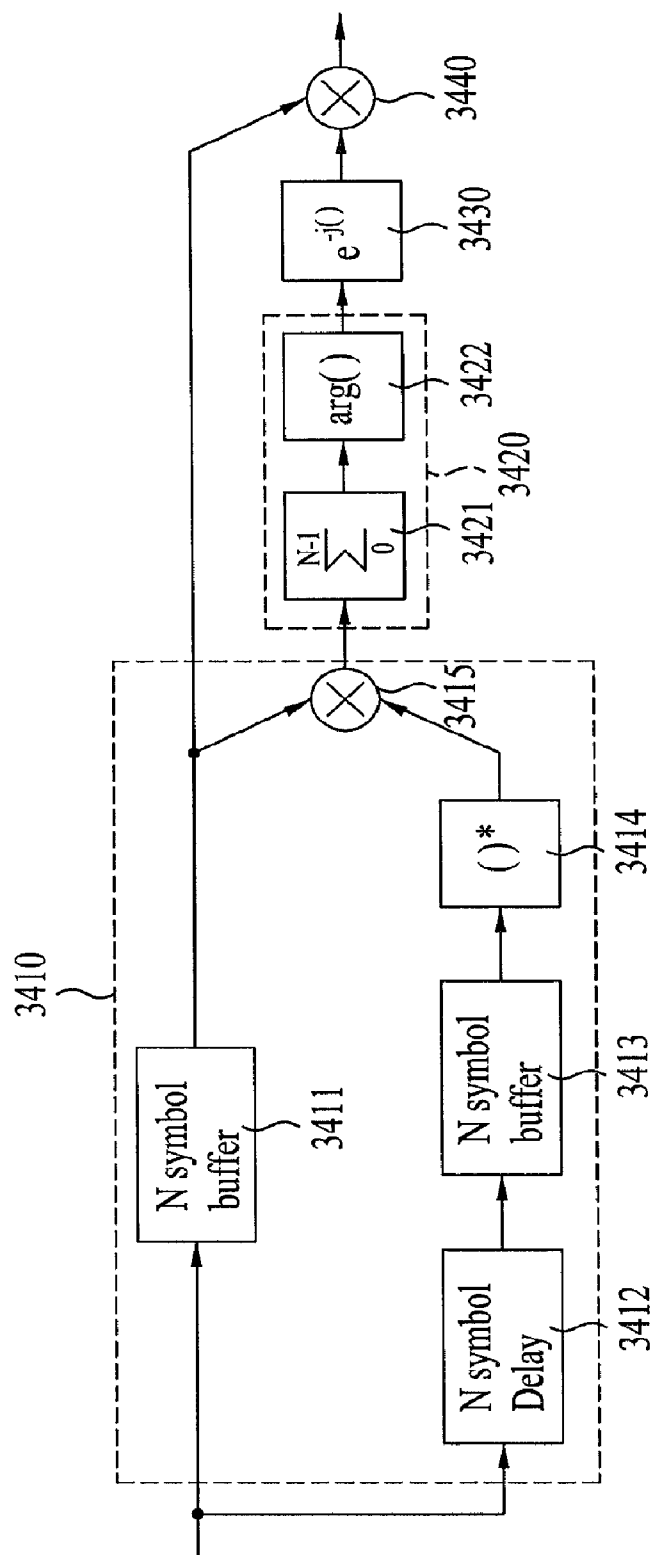 3410
N symbol
buffer
3411
N symbol
Delay
3412
N symbol
buffer
3413
()*
3414
3415
N-1
∑
0
3421
arg()
3422
3420
e^-j()
3430
3440